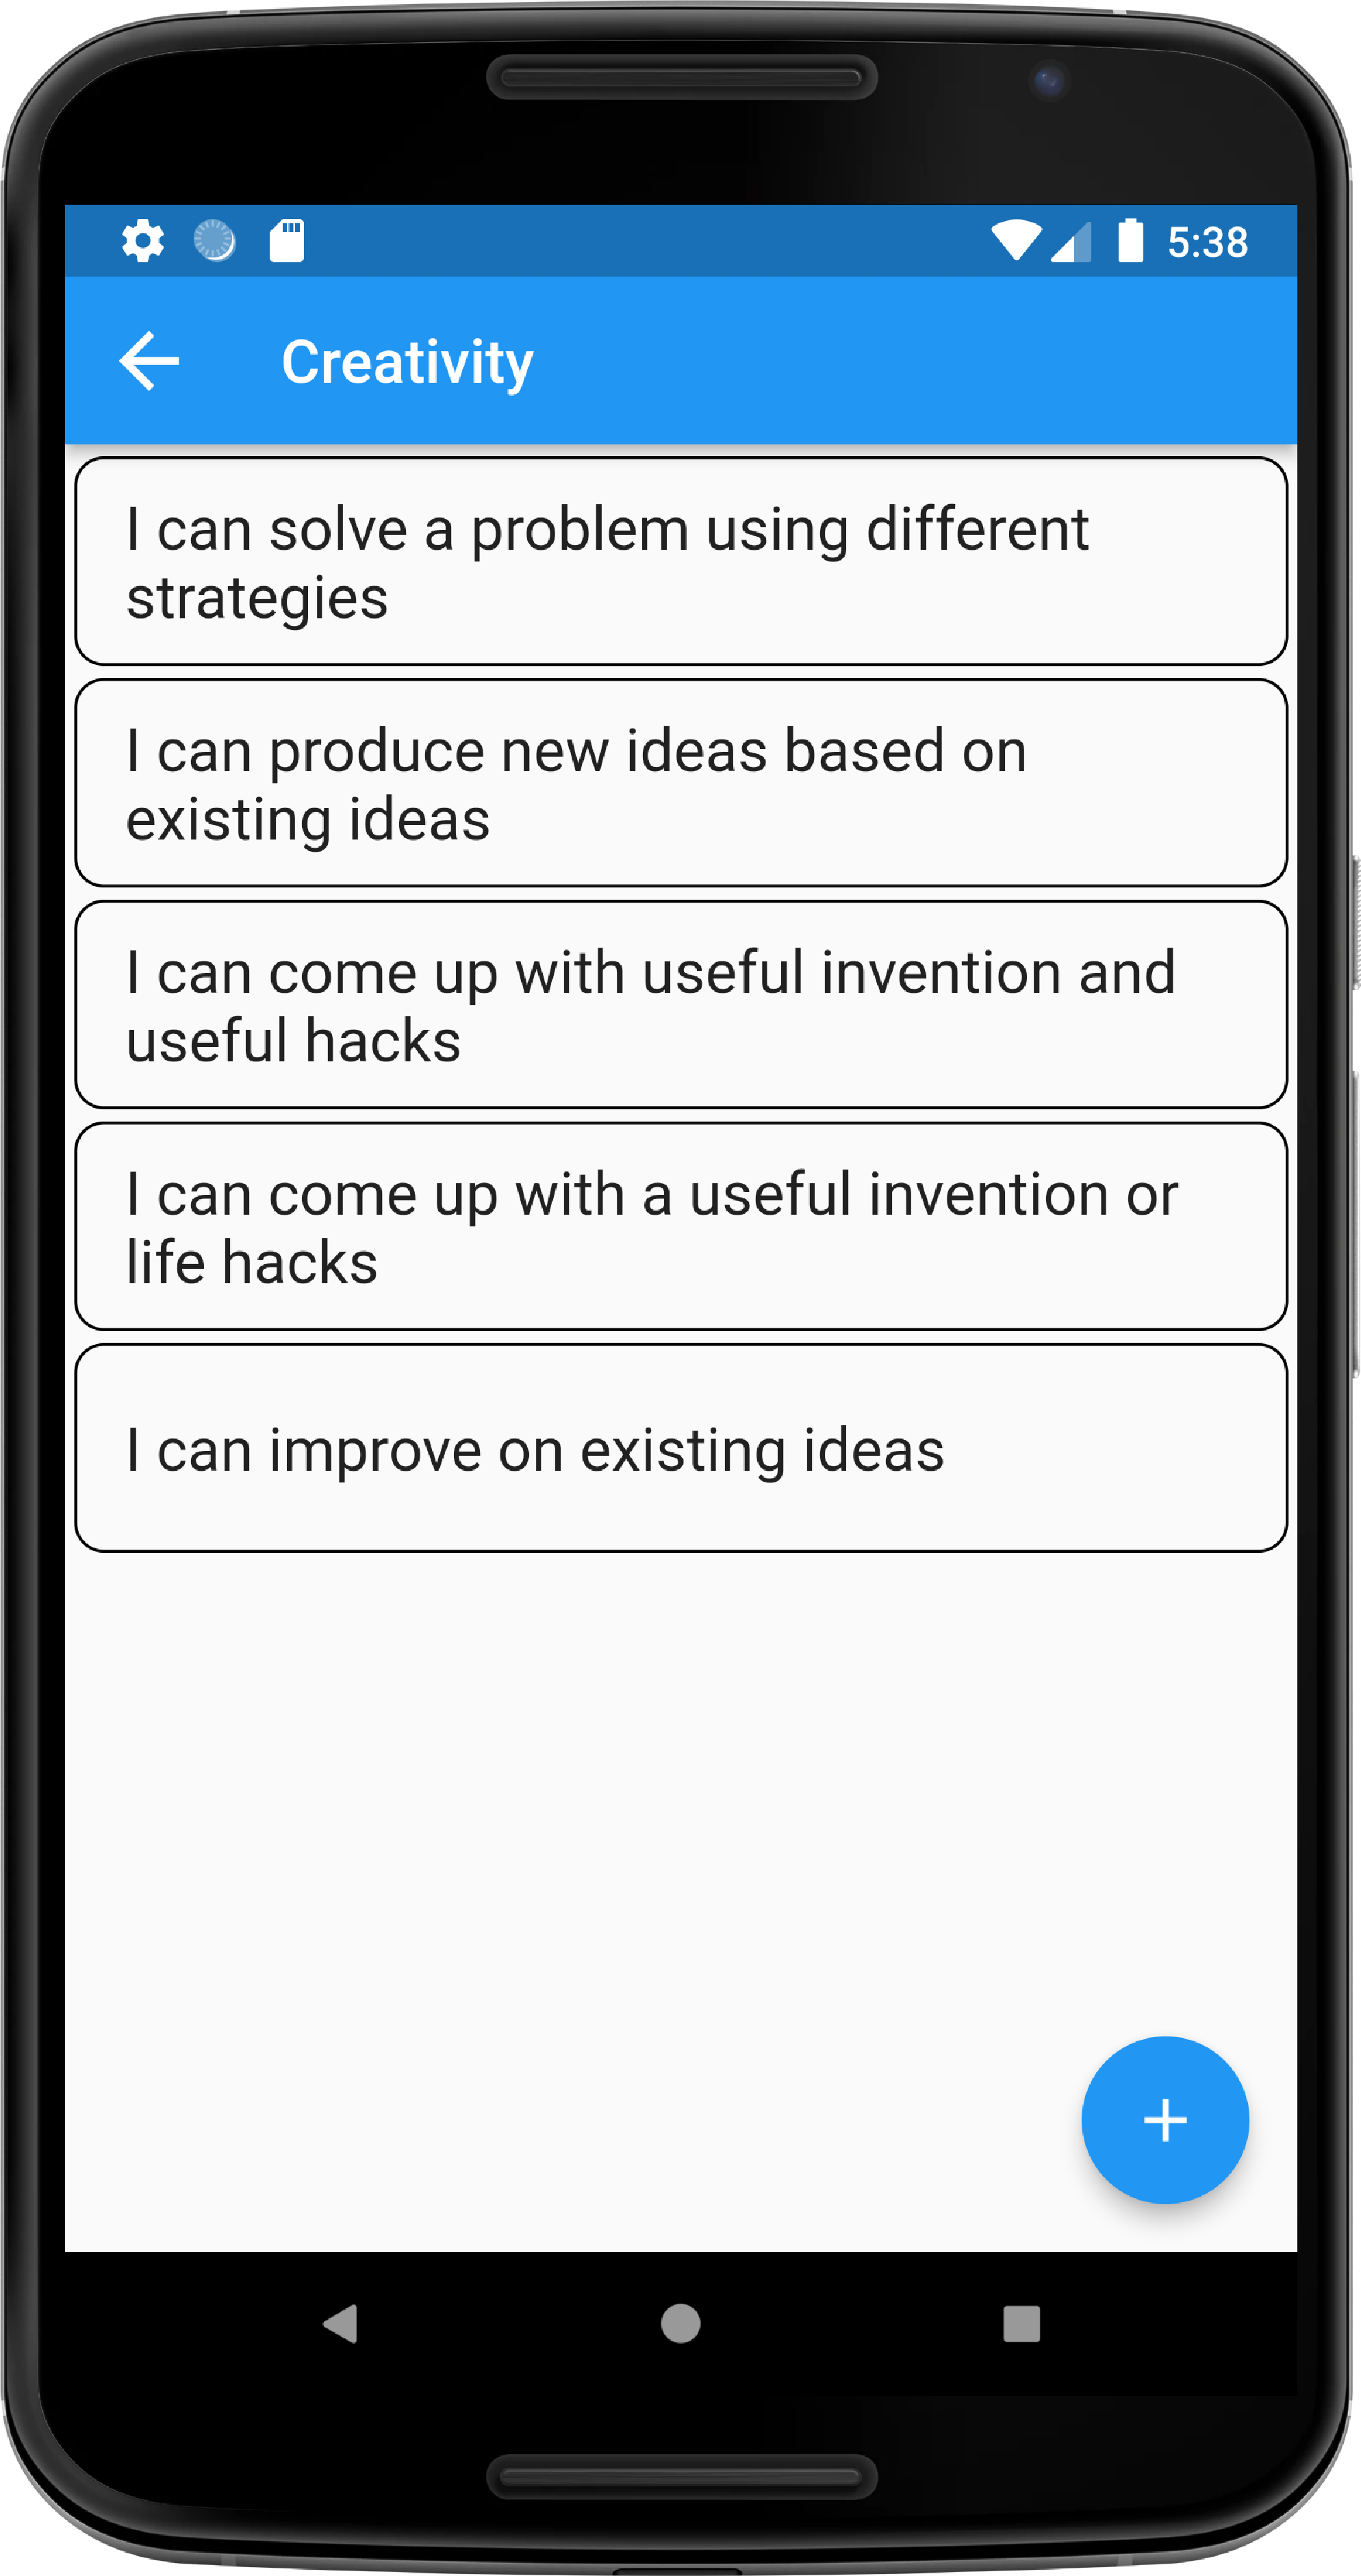 5:38
Creativity
I can solve a problem using different
strategies
I can produce new ideas based on
existing ideas
I can come up with useful invention and
useful hacks
I can come up with a useful invention or
life hacks
I can improve on existing ideas